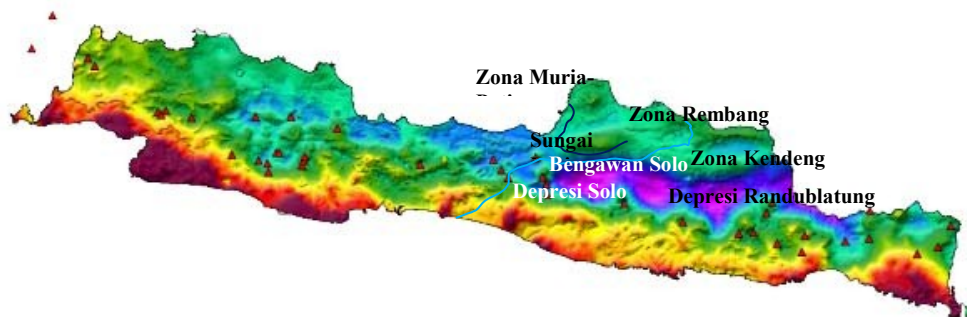 Zona Muria-
Zona Rembang
Sungai
Bengawan Solo
Zona Kendeng
Depresi Solo
Depresi Randublatung